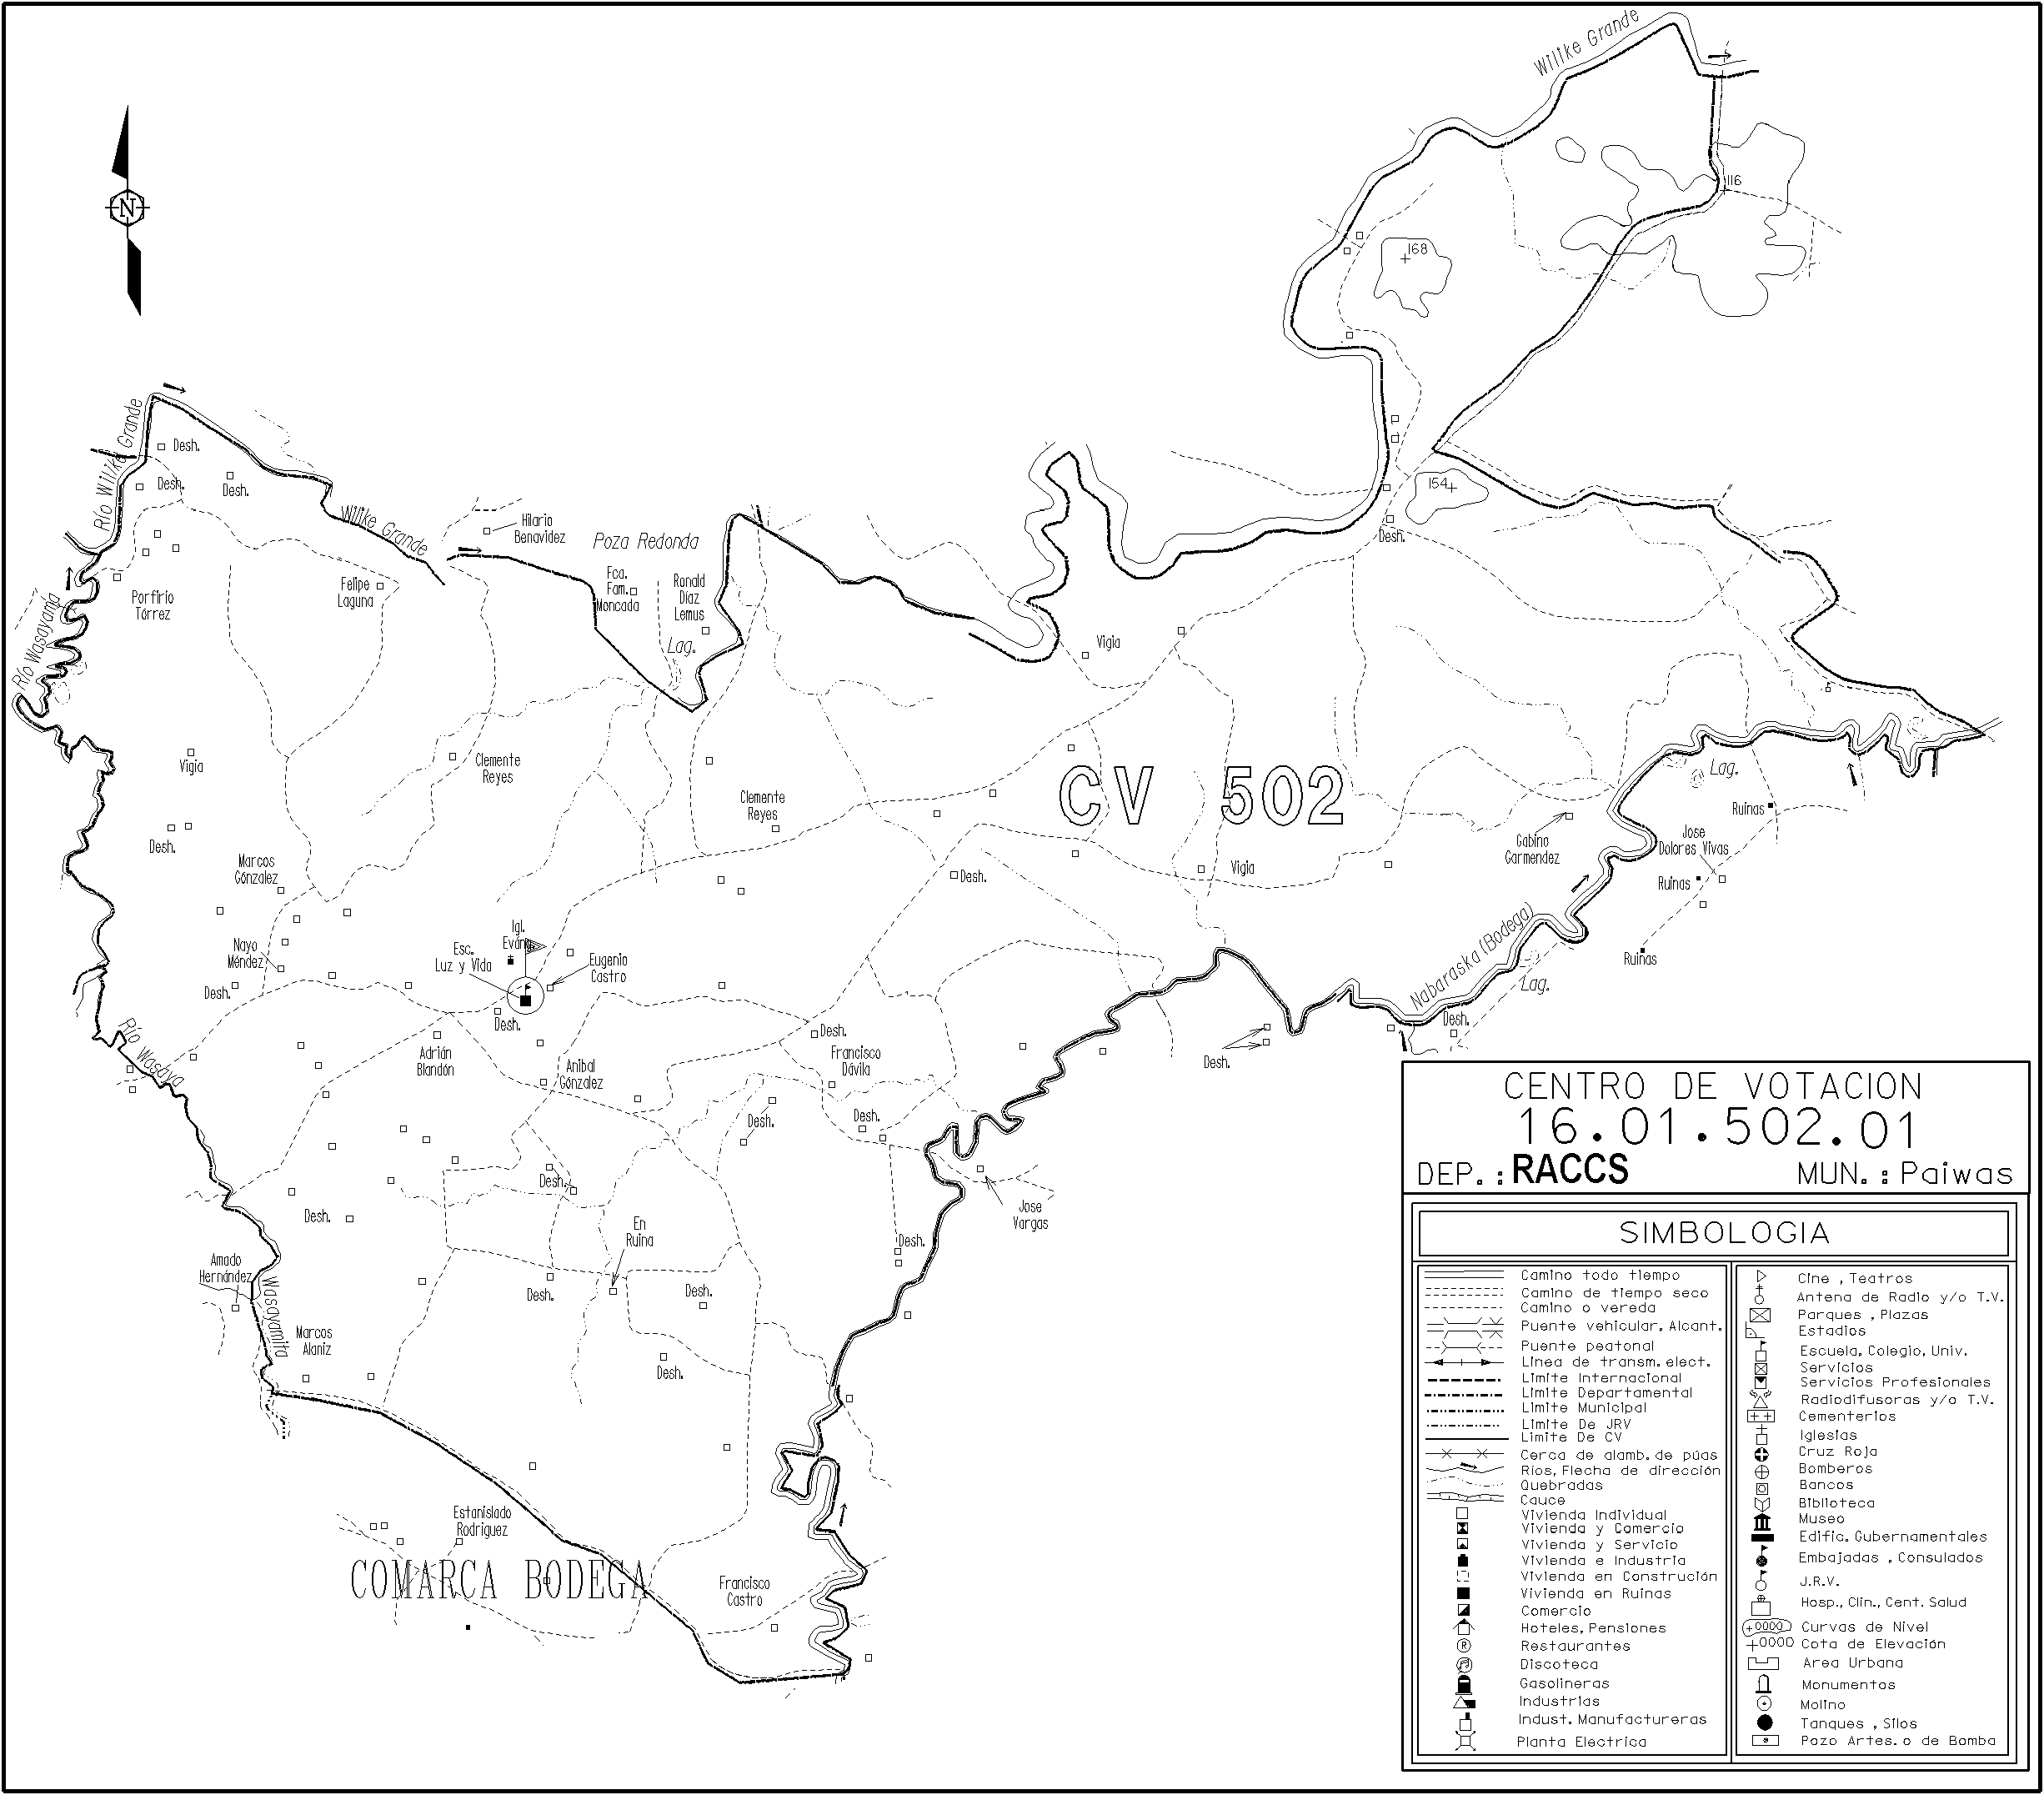 Wilike Grande
N
116
168
154
Río Wilike Grande
Desh.
Desh.
Desh.
Wilike Grande
Hilario
Benavidez
Poza Redonda
Fca.
Fam.
Moncada
Ronald
Díaz
Lemus
Lag.
Felipe
Laguna
Porfirio
Tórrez
Río Wasayama
Desh.
Vigia
Vigia
Desh.
Clemente
Reyes
Clemente
Reyes
CV 502
Lag.
Ruinas
Jose
Dolores Vivas
Ruinas
Gabino
Garmendez
Vigia
Desh.
Marcos
Gónzalez
Nayo
Méndez
Desh.
Igl.
Evang.
Esc.
Luz y Vida
Eugenio
Castro
Desh.
Nabaraska (Bodega)
Ruinas
Lag.
Desh.
Desh.
Río Wasaya
Adrián
Blandón
Anibal
Gónzalez
Desh.
Francisco
Dávila
Desh.
Desh.
Desh.
Desh.
Jose
Vargas
En
Ruina
Desh.
Amado
Hernández
Wasayamita
Desh.
Desh.
Marcos
Alaniz
Desh.
Estanislado
Rodriguez
COMARCA BODEGA
Francisco
Castro
CENTRO DE VOTACION
16.01.502.01
DEP.: RACCS MUN.: Paiwas
SIMBOLOGIA
Camino todo tiempo
Camino de tiempo seco
Camino o vereda
Puente vehicular, Alcant.
Puente peatonal
Linea de transm. elect.
Limite Internacional
Limite Departamental
Limite Municipal
Limite De JRV
Limite De CV
Cerca de alamb. de púas
Ríos, Flecha de dirección
Quebradas
Cauce
Vivienda Individual
Vivienda y Comercio
Vivienda y Servicio
Vivienda e Industria
Vivienda en Construción
Vivienda en Ruinas
Comercio
Hoteles, Pensiones
R Restaurantes
Discoteca
Gasolineras
Industrias
Indust. Manufactureras
Planta Electrica
Cine , Teatros
Antena de Radio y/o T.V.
Parques , Plazas
Estadios
Escuela, Colegio, Univ.
Servicios
Servicios Profesionales
Radiodifusoras y/o T.V.
Cementerios
Iglesias
Cruz Roja
Bomberos
Bancos
Biblioteca
Museo
Edific. Gubernamentales
Embajadas , Consulados
J.R.V.
Hosp., Clin., Cent. Salud
+0000 Curvas de Nivel
+0000 Cota de Elevación
Area Urbana
Monumentos
Molino
Tanques , Silos
Pozo Artes. o de Bomba